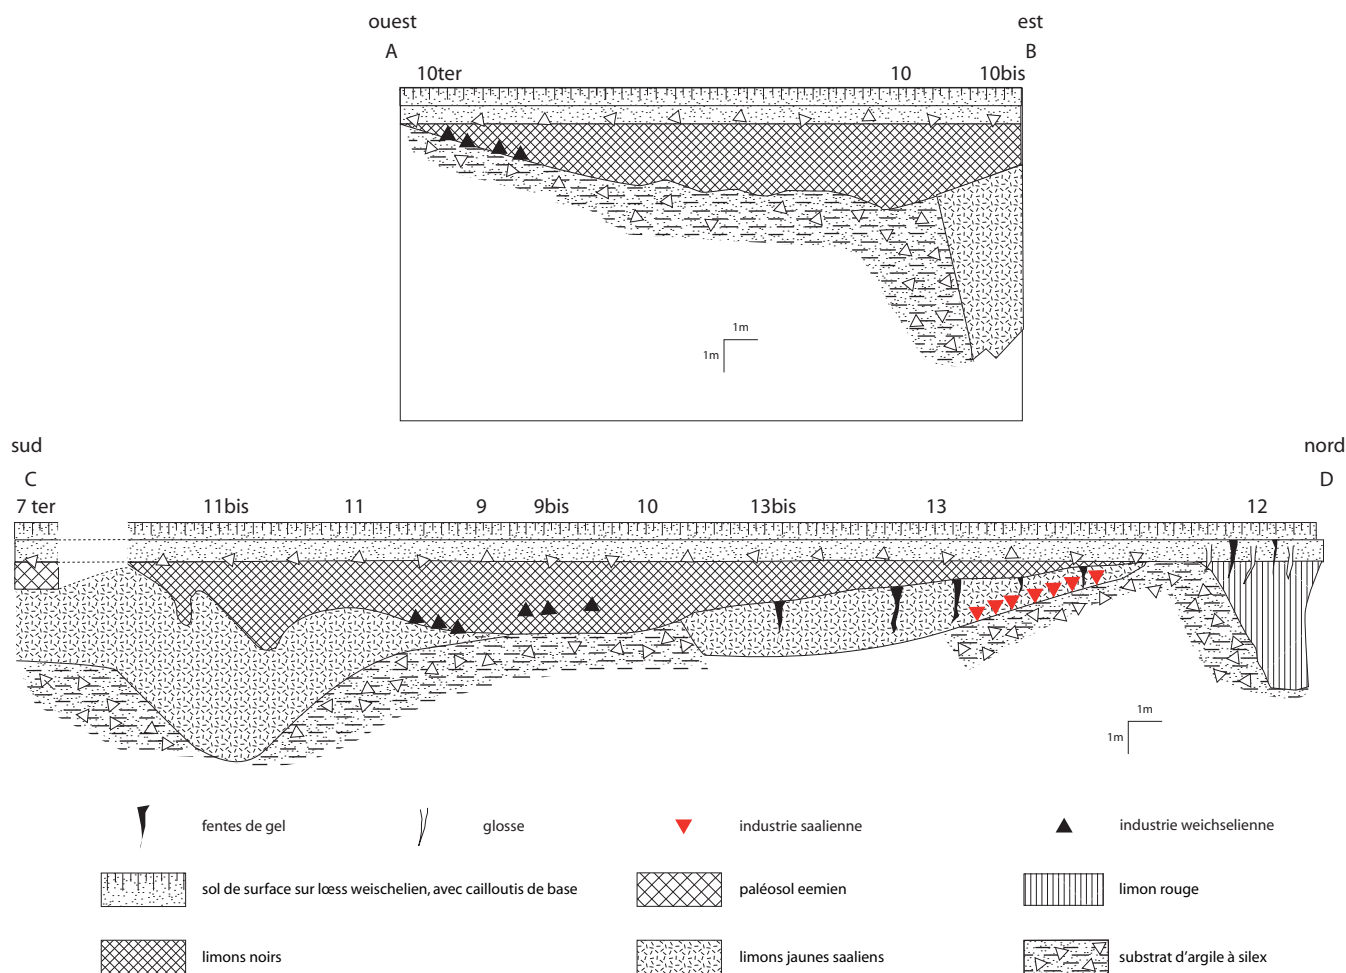 ouest est
A B
10ter 10 10bis
1m
1m
sud nord
C D
7 ter 11bis 11 9 9bis 10 13bis 13 12
1m
1m
fentes de gel glosse industrie saalienne industrie weichselienne
sol de surface sur lœss weischelien, avec cailloutis de base paléosol eemien limon rouge
limons noirs limons jaunes saaliens substrat d'argile à silex